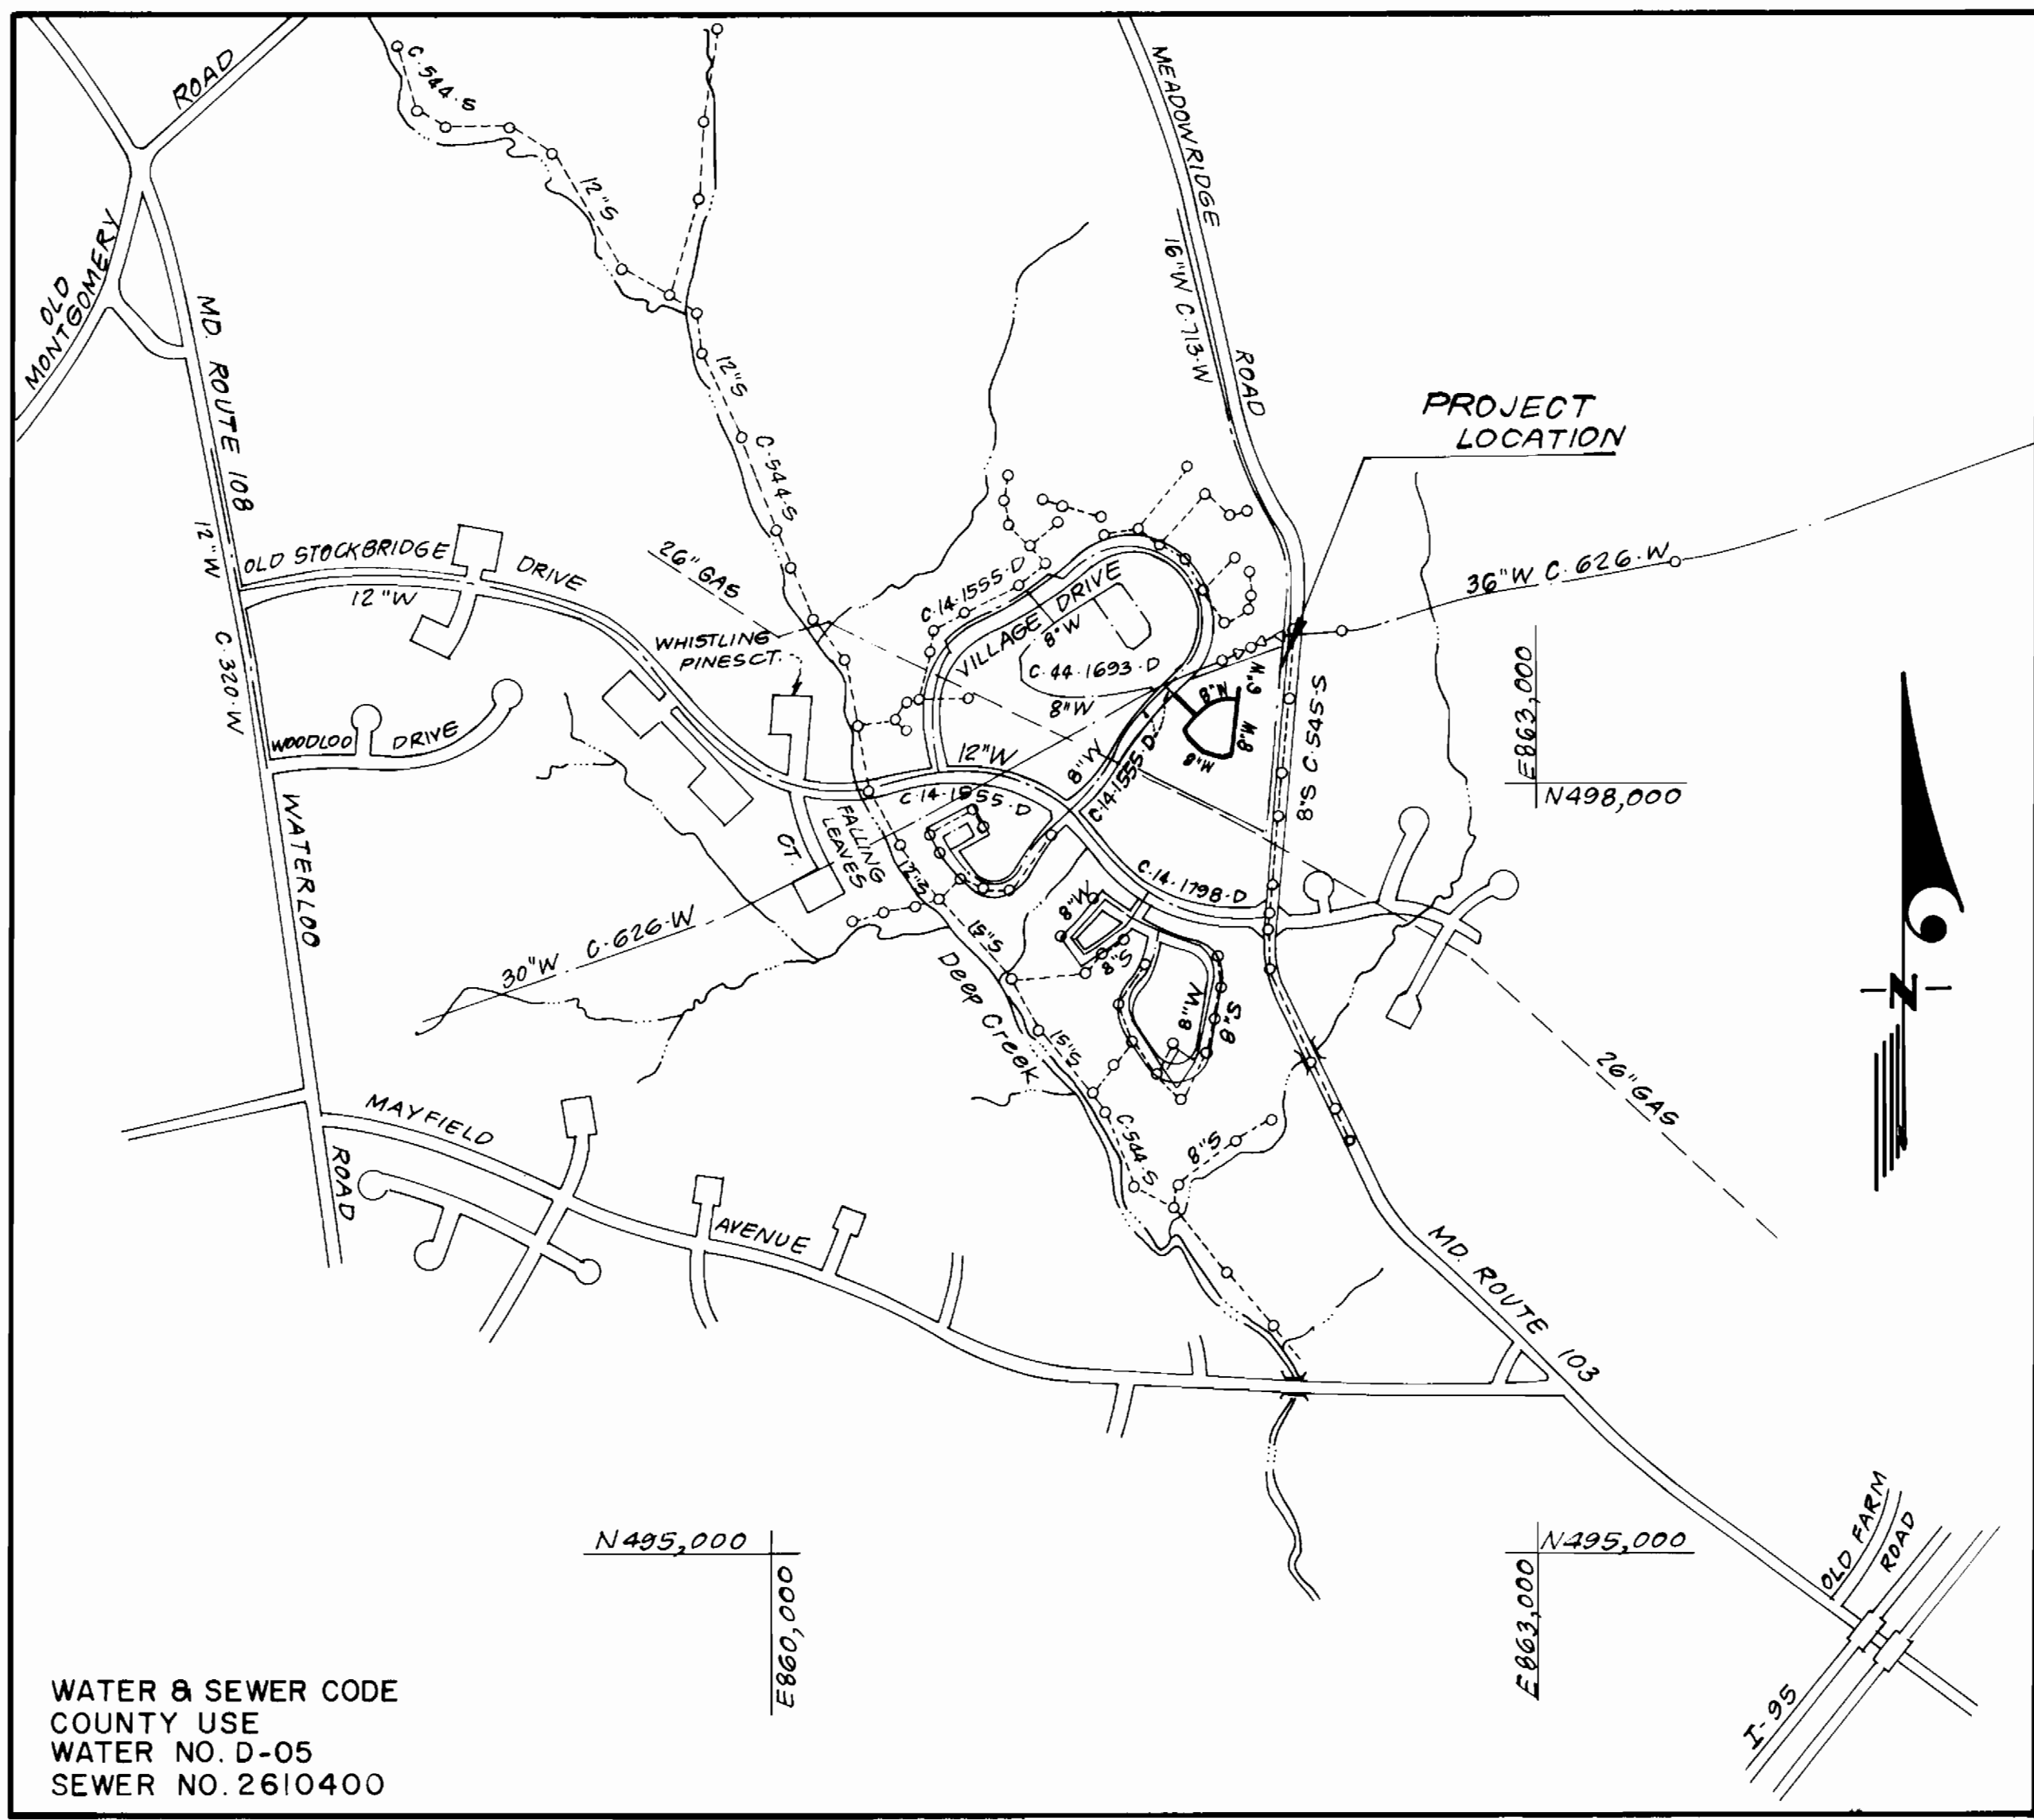 ROAD
C.544.S
OLD
MONTGOMERY
MD. ROUTE 108
12"S
MEADOWRIDGE
16"W C.713.W
ROAD
12"S
C.544.S
PROJECT
LOCATION
36"W C.626.W
12"W
OLD STOCKBRIDGE
DRIVE
12"W
26"GAS
C.14.1555.D
VILLAGE DRIVE
8"W
WHISTLING
PINES CT.
C.44.1693.D
8"W
C.320.W
WOODLOO DRIVE
8"W
6"W
8"W
8"W
8"S C.545-S
E863,000
N498,000
12"W
8"W
C.14.1555.D
C.14.1555.D
WATERLOO
CT.
FALLING
LEAVES
12"S
C.14.1798.D
30"W C.626.W
8"W
15"S
8"S
Deep Creek
8"W
8"S
15"S
26"GAS
N
MAYFIELD
ROAD
C.544.S
8"S
AVENUE
MD. ROUTE 103
OLD FARM
ROAD
N495,000
E860,000
N495,000
E863,000
I-95
WATER & SEWER CODE
COUNTY USE
WATER NO. D-05
SEWER NO. 2610400